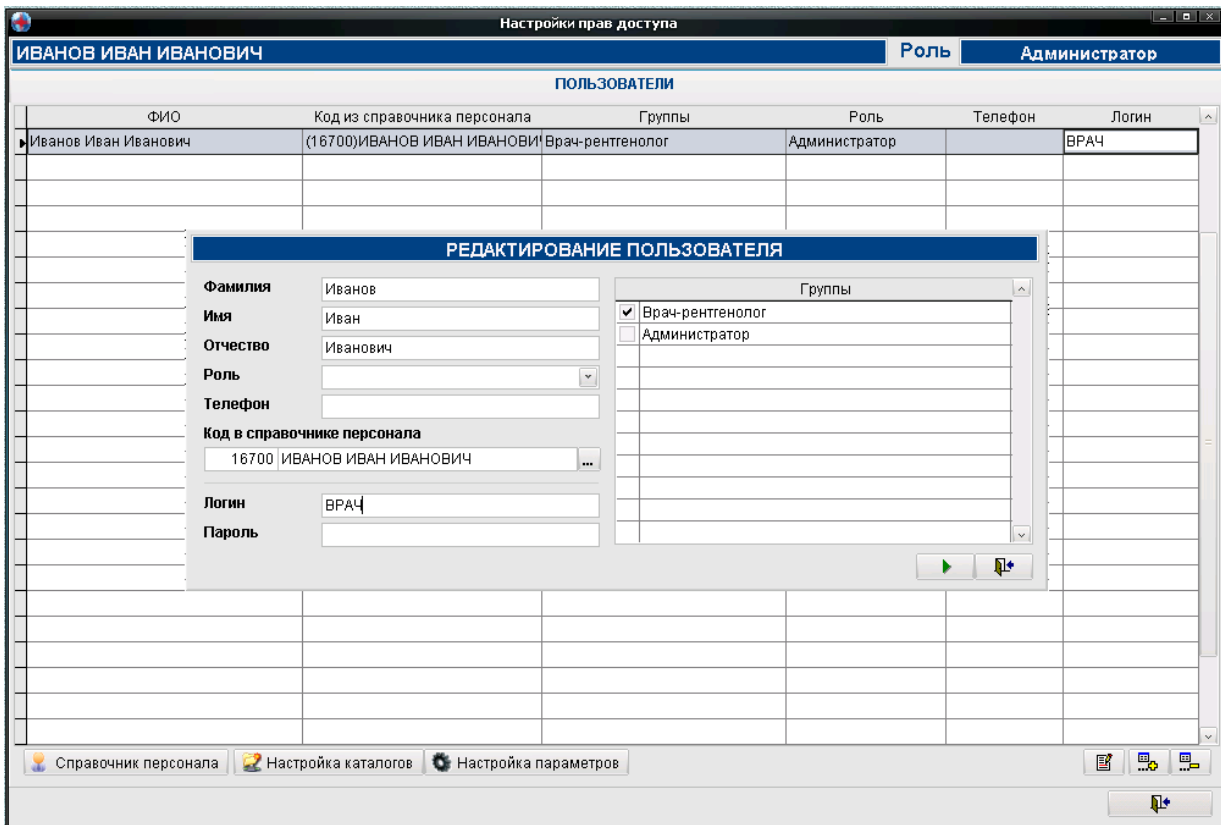 Настройки прав доступа
ИВАНОВ ИВАН ИВАНОВИЧ Роль Администратор
ПОЛЬЗОВАТЕЛИ
ФИО Код из справочника персонала Группы Роль Телефон Логин
Иванов Иван Иванович (16700)ИВАНОВ ИВАН ИВАНОВИ Врач-рентгенолог Администратор ВРАЧ
РЕДАКТИРОВАНИЕ ПОЛЬЗОВАТЕЛЯ
Фамилия Иванов
Имя Иван
Отчество Иванович
Роль
Телефон
Код в справочнике персонала
16700 ИВАНОВ ИВАН ИВАНОВИЧ ...
Логин ВРАЧ
Пароль
Группы
Врач-рентгенолог
Администратор
Справочник персонала Настройка каталогов Настройка параметров